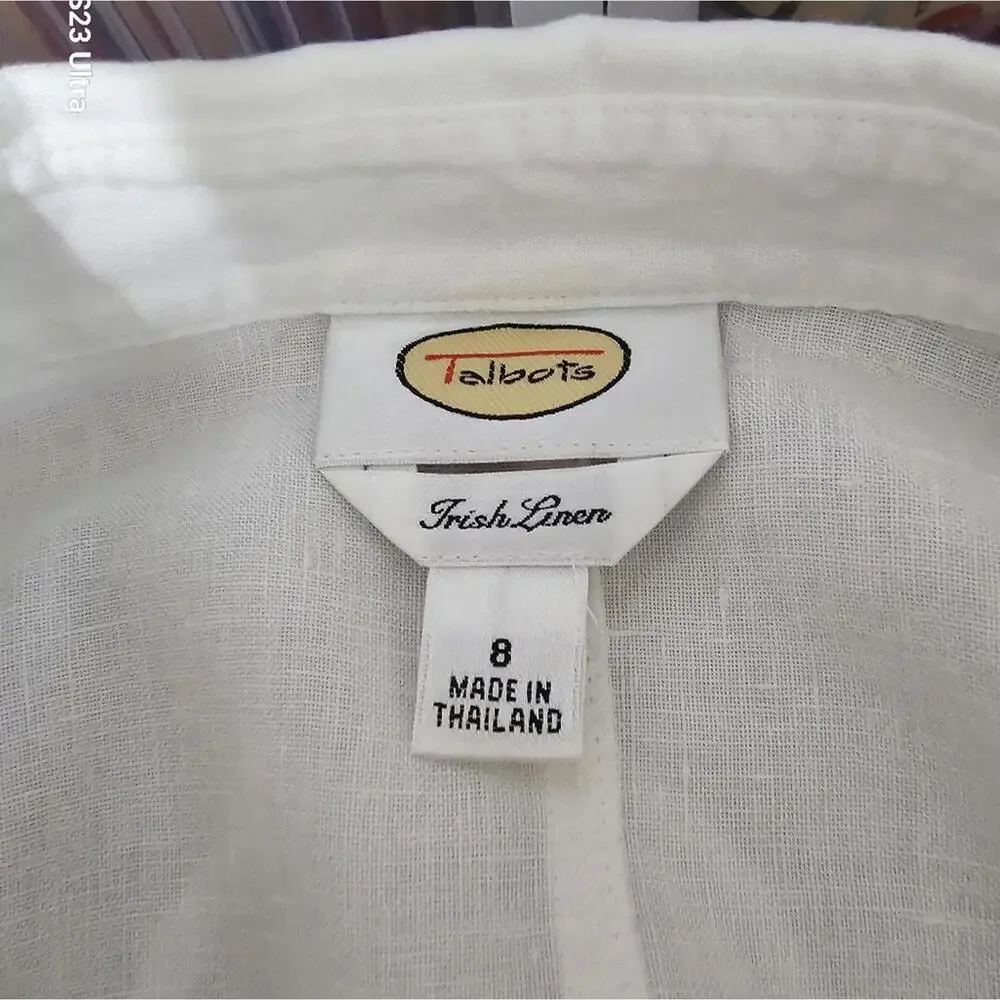 S23 Ultra
Talbots
Irish Linen
8
MADE IN
THAILAND